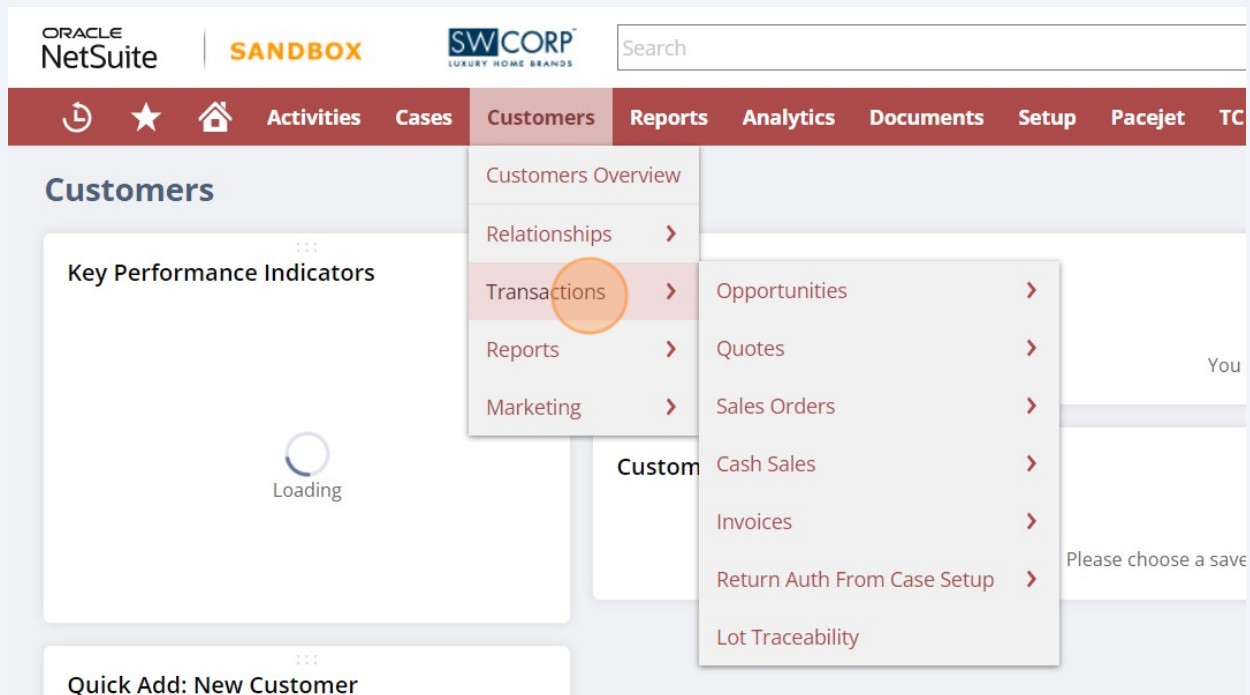 ORACLE
NetSuite
SANDBOX
SWCORP
LUXURY HOME BRANDS
Search
Activities
Cases
Customers
Reports
Analytics
Documents
Setup
Pacejet
TC
Customers
Customers Overview
Relationships
Transactions
Reports
Marketing
Opportunities
Quotes
Sales Orders
Cash Sales
Invoices
Return Auth From Case Setup
Lot Traceability
Key Performance Indicators
Loading
You
Custom
Please choose a save
Quick Add: New Customer